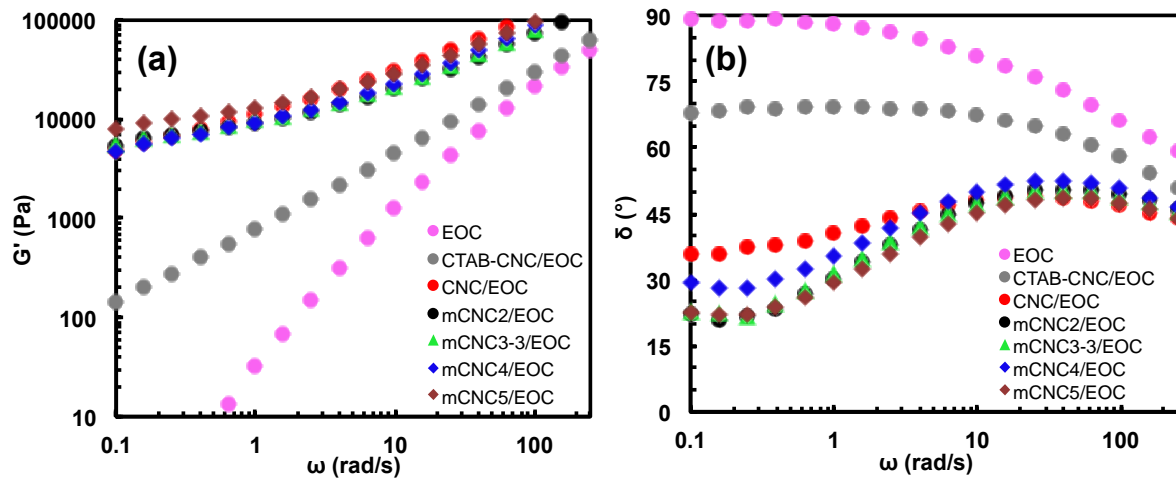 (a)
G' (Pa)
100000
10000
1000
100
10
0.1
1
10
100
ω (rad/s)
EOC
CTAB-CNC/EOC
CNC/EOC
mCNC2/EOC
mCNC3-3/EOC
mCNC4/EOC
mCNC5/EOC
(b)
δ (°)
90
75
60
45
30
15
0
0.1
1
10
100
ω (rad/s)
EOC
CTAB-CNC/EOC
CNC/EOC
mCNC2/EOC
mCNC3-3/EOC
mCNC4/EOC
mCNC5/EOC